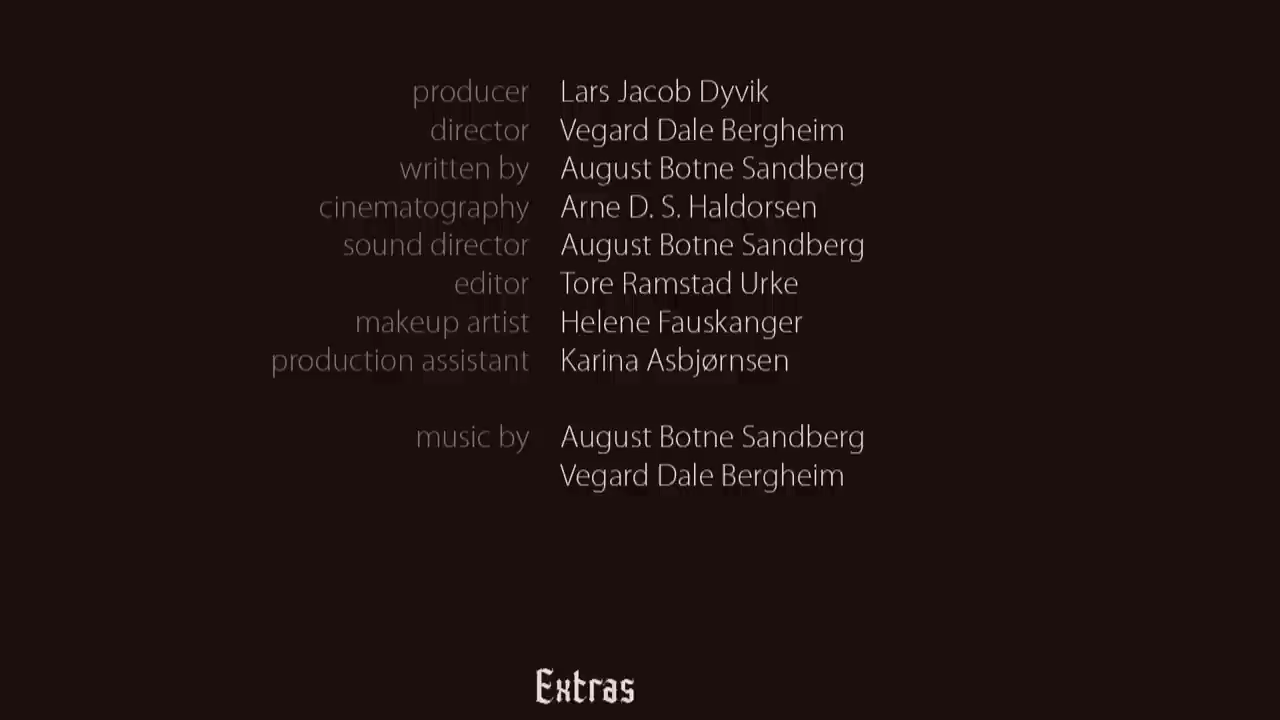 producer Lars Jacob Dyvik
director Vegard Dale Bergheim
written by August Botne Sandberg
cinematography Arne D. S. Haldorsen
sound director August Botne Sandberg
editor Tore Ramstad Urke
makeup artist Helene Fauskanger
production assistant Karina Asbjørnsen
music by August Botne Sandberg
Vegard Dale Bergheim
Extras